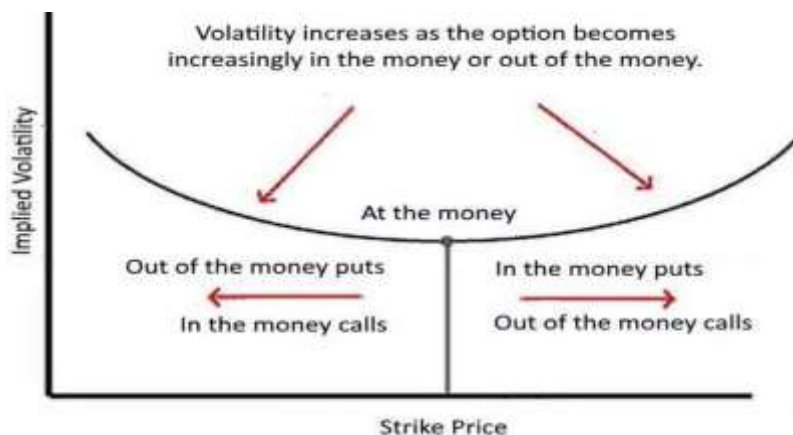 Volatility increases as the option becomes
increasingly in the money or out of the money.
Implied Volatility
At the money
Out of the money puts
In the money puts
In the money calls
Out of the money calls
Strike Price